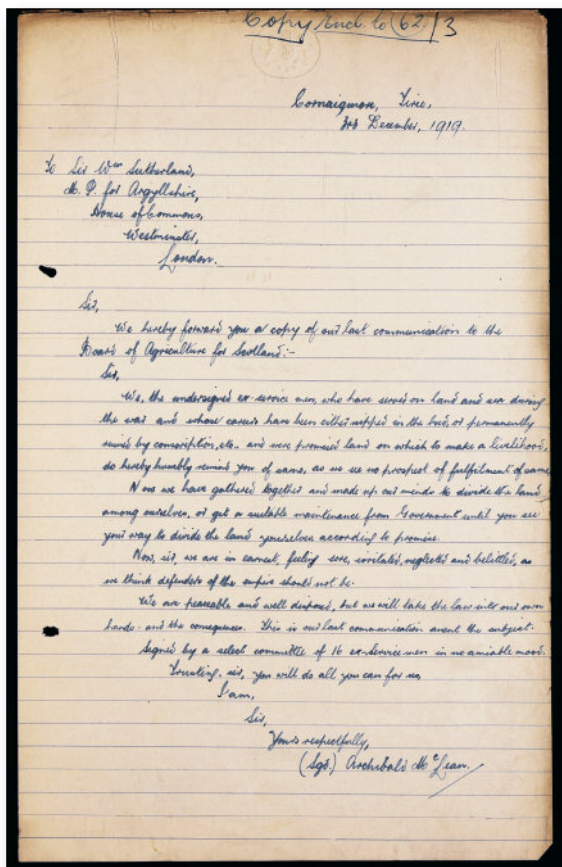 Copy Encl. to (62)/3
Cornaigmore, Tiree,
3rd December, 1919.
To Sir Wm Sutherland,
M. P. for Argyllshire,
House of Commons,
Westminster,
London.
Sir,
We hereby forward you a copy of our last communication to the
Board of Agriculture for Scotland:-
Sir,
We, the undersigned ex-service men, who have served on land and sea during
the war and whose careers have been either nipped in the bud, or permanently
ruined by conscription, etc. and were promised land on which to make a livelihood,
do hereby humbly remind you of same, as we see no prospect of fulfilment of same.
Now we have gathered together and made up our minds to divide the land
among ourselves, or get a suitable maintenance from Government until you see
your way to divide the land yourselves according to promise.
Now, sir, we are in earnest, feeling sore, irritated, neglected and belittled, as
we think defenders of the empire should not be.
We are peaceable and well disposed, but we will take the law into our own
hands - and the consequences. This is our last communication anent the subject.
Signed by a select committee of 16 ex-Service men in no amiable mood.
Trusting, sir, you will do all you can for us,
I am,
Sir,
Yours respectfully,
(Sgd.) Archibald McLean.